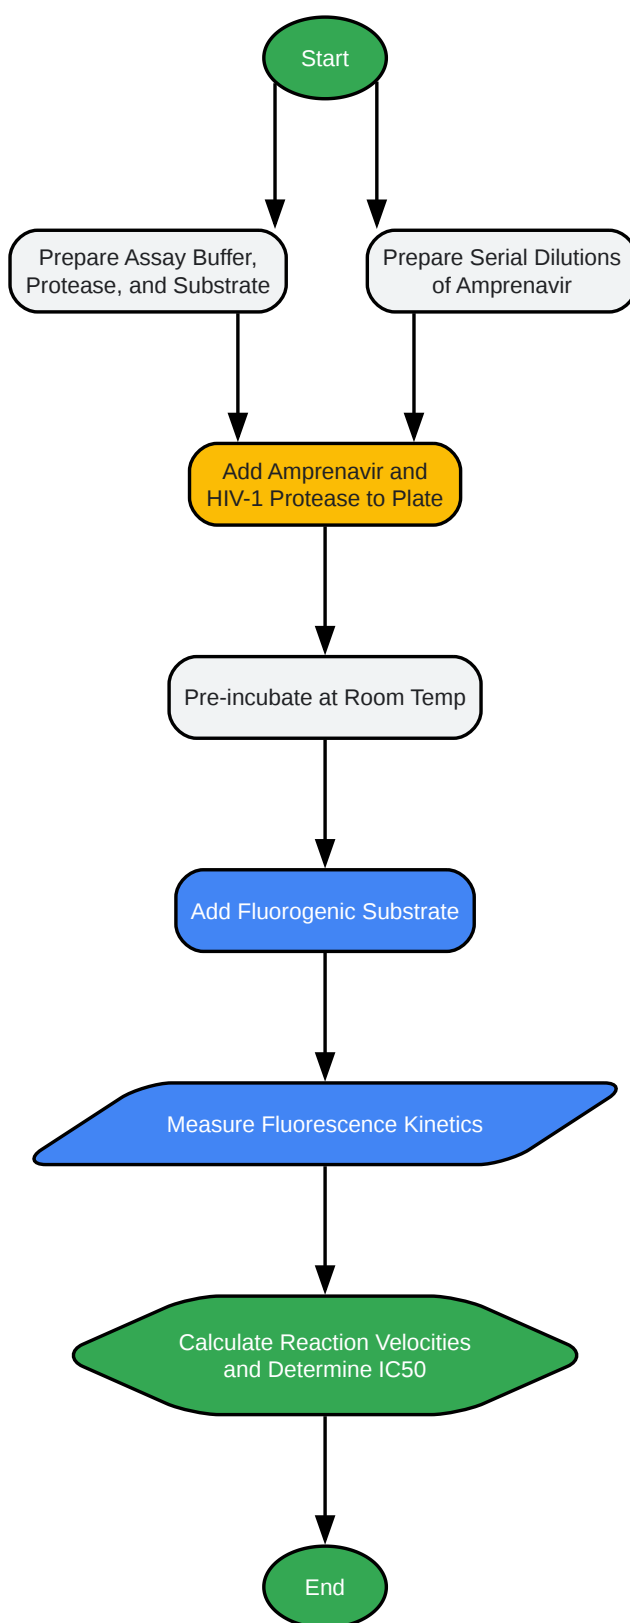 Start
Prepare Assay Buffer,
Protease, and Substrate
Prepare Serial Dilutions
of Amprenavir
Add Amprenavir and
HIV-1 Protease to Plate
Pre-incubate at Room Temp
Add Fluorogenic Substrate
Measure Fluorescence Kinetics
Calculate Reaction Velocities
and Determine IC50
End